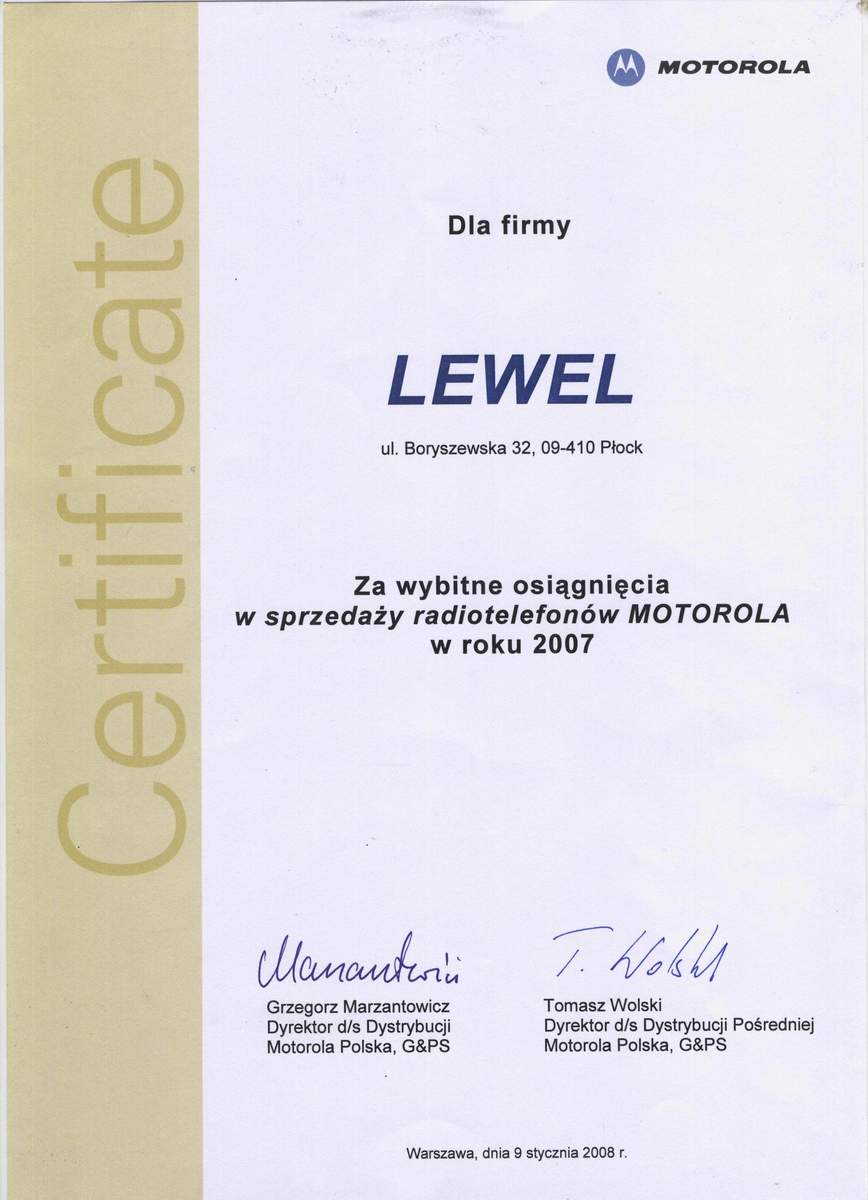 MOTOROLA
Certificate
Dla firmy
LEWEL
ul. Boryszewska 32, 09-410 Płock
Za wybitne osiągnięcia
w sprzedaży radiotelefonów MOTOROLA
w roku 2007
T. Wolski
Grzegorz Marzantowicz
Dyrektor d/s Dystrybucji
Motorola Polska, G&PS
Tomasz Wolski
Dyrektor d/s Dystrybucji Pośredniej
Motorola Polska, G&PS
Warszawa, dnia 9 stycznia 2008 r.